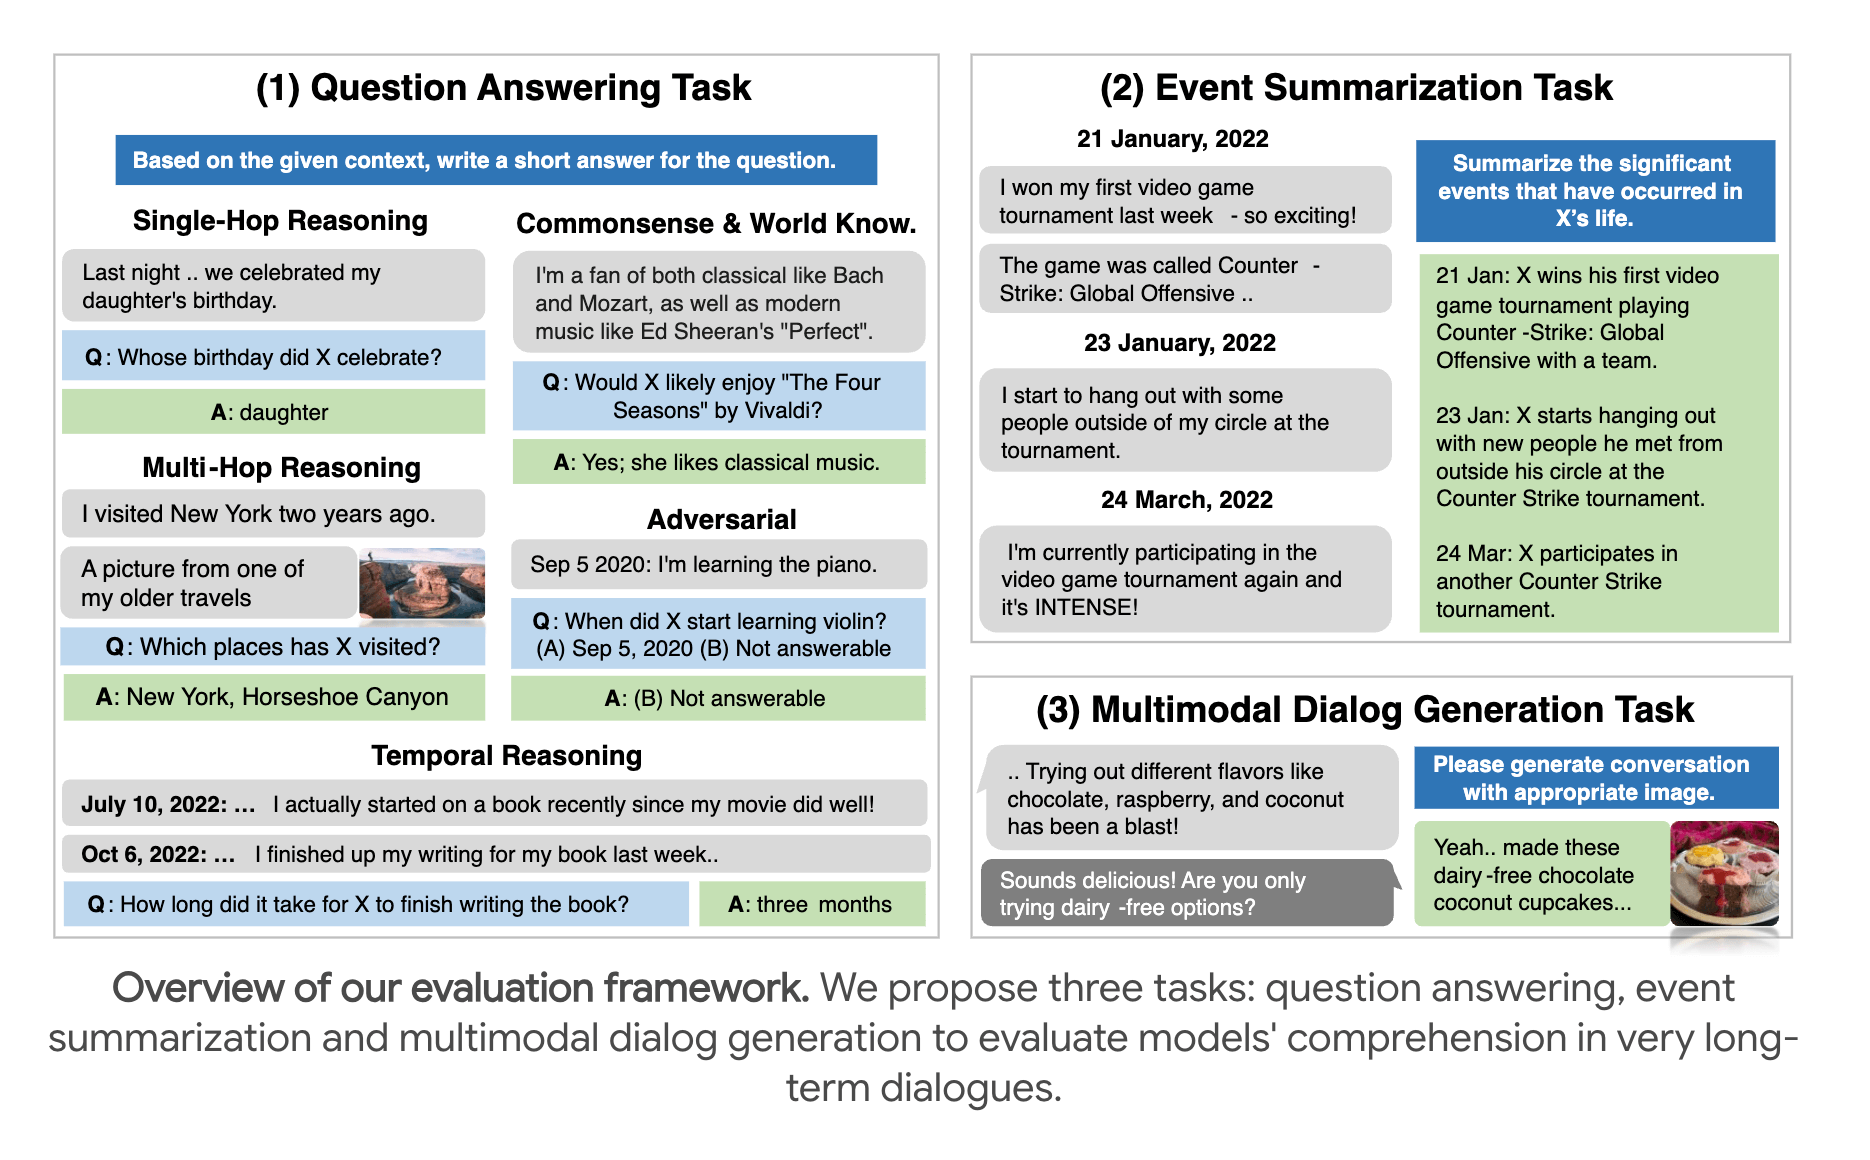 (1) Question Answering Task
Based on the given context, write a short answer for the question.
Single-Hop Reasoning
Last night .. we celebrated my
daughter's birthday.
Q: Whose birthday did X celebrate?
A: daughter
Multi-Hop Reasoning
I visited New York two years ago.
A picture from one of
my older travels
Q: Which places has X visited?
A: New York, Horseshoe Canyon
Commonsense & World Know.
I'm a fan of both classical like Bach
and Mozart, as well as modern
music like Ed Sheeran's "Perfect".
Q: Would X likely enjoy "The Four
Seasons" by Vivaldi?
A: Yes; she likes classical music.
Adversarial
Sep 5 2020: I'm learning the piano.
Q: When did X start learning violin?
(A) Sep 5, 2020 (B) Not answerable
A: (B) Not answerable
Temporal Reasoning
July 10, 2022: … I actually started on a book recently since my movie did well!
Oct 6, 2022: … I finished up my writing for my book last week..
Q: How long did it take for X to finish writing the book?
A: three months
(2) Event Summarization Task
21 January, 2022
I won my first video game
tournament last week - so exciting!
The game was called Counter -
Strike: Global Offensive ..
23 January, 2022
I start to hang out with some
people outside of my circle at the
tournament.
24 March, 2022
I'm currently participating in the
video game tournament again and
it's INTENSE!
Summarize the significant
events that have occurred in
X's life.
21 Jan: X wins his first video
game tournament playing
Counter -Strike: Global
Offensive with a team.
23 Jan: X starts hanging out
with new people he met from
outside his circle at the
Counter Strike tournament.
24 Mar: X participates in
another Counter Strike
tournament.
(3) Multimodal Dialog Generation Task
.. Trying out different flavors like
chocolate, raspberry, and coconut
has been a blast!
Sounds delicious! Are you only
trying dairy -free options?
Please generate conversation
with appropriate image.
Yeah.. made these
dairy -free chocolate
coconut cupcakes...
Overview of our evaluation framework. We propose three tasks: question answering, event
summarization and multimodal dialog generation to evaluate models' comprehension in very long-
term dialogues.